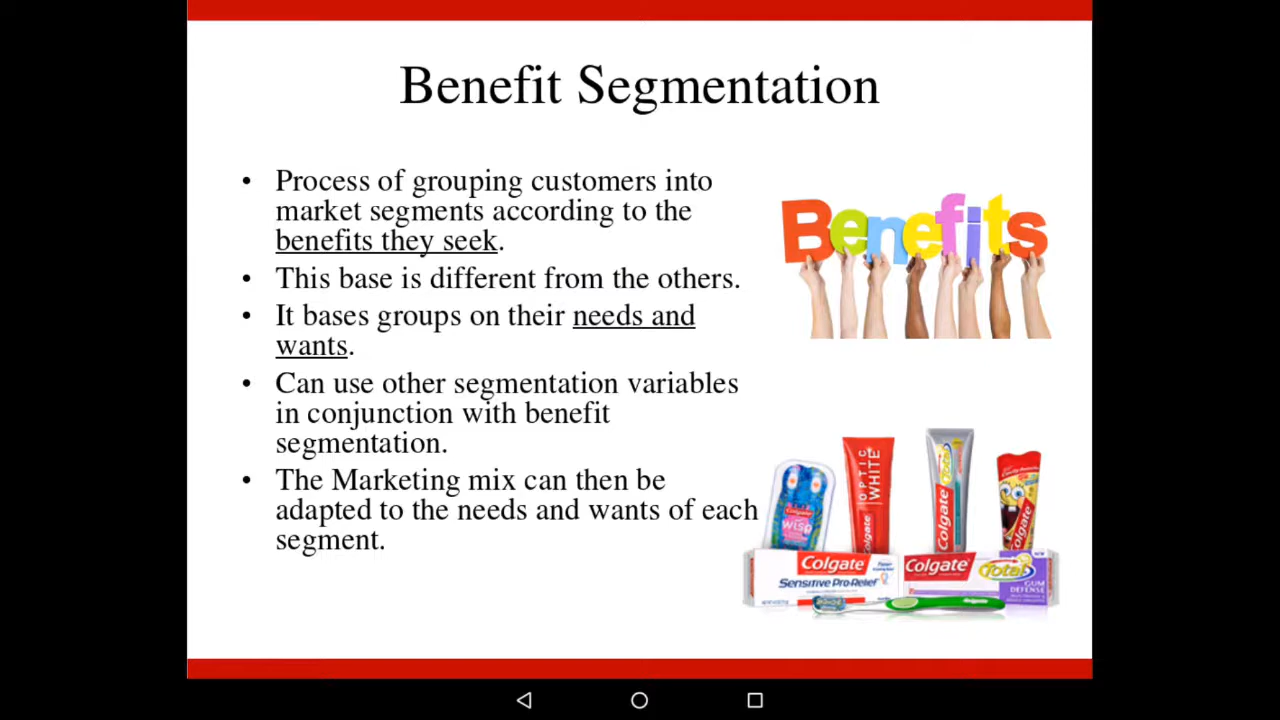 Benefit Segmentation
• Process of grouping customers into
market segments according to the
benefits they seek.
• This base is different from the others.
• It bases groups on their needs and
wants.
• Can use other segmentation variables
in conjunction with benefit
segmentation.
• The Marketing mix can then be
adapted to the needs and wants of each
segment.
Benefits
Colgate
WISP
OPTIC
WHITE
Colgate
Total
Colgate
Colgate
Colgate
Sensitive Pro-Relief
Colgate
Total
NEW
GUM
DEFENSE